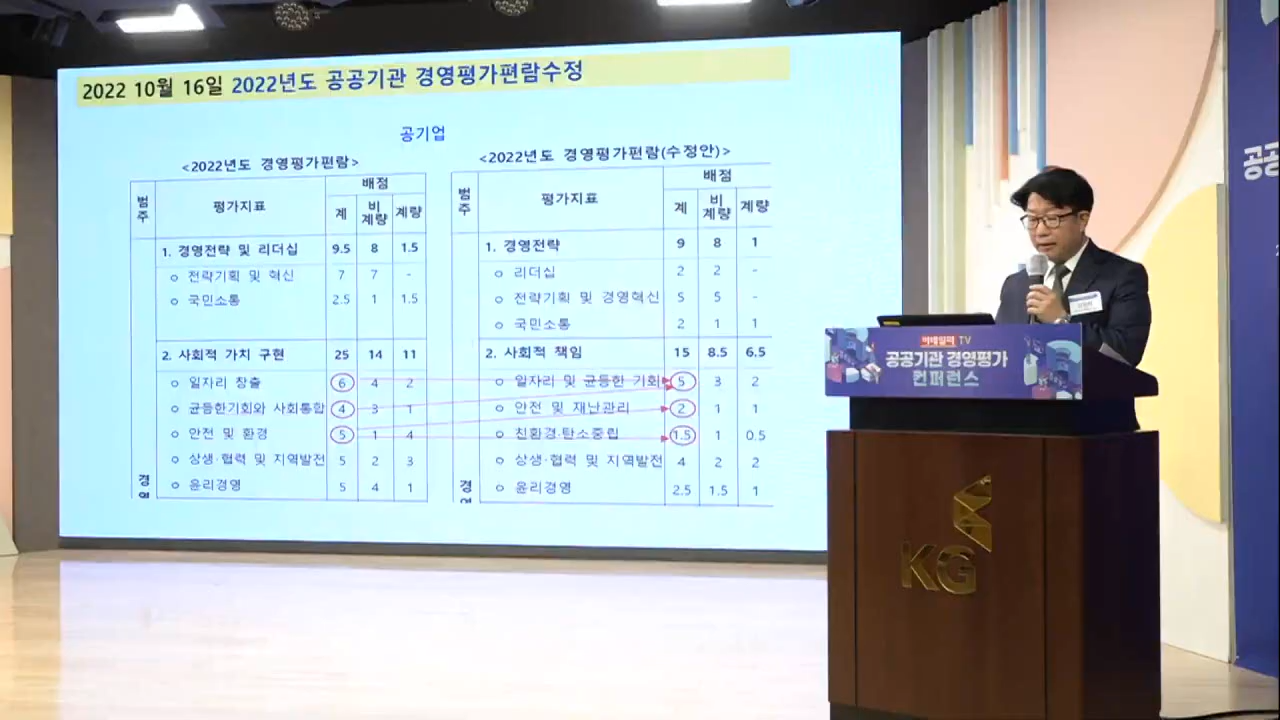 2022 10월 16일 2022년도 공공기관 경영평가편람수정
공기업
<2022년도 경영평가편람>
범주 평가지표 배점
계 비계량 계량
1. 경영전략 및 리더십 9.5 8 1.5
ㅇ 전략기획 및 혁신 7 7 -
ㅇ 국민소통 2.5 1 1.5
2. 사회적 가치 구현 25 14 11
ㅇ 일자리 창출 6 4 2
ㅇ 균등한기회와 사회통합 4 3 1
ㅇ 안전 및 환경 5 1 4
ㅇ 상생·협력 및 지역발전 5 2 3
ㅇ 윤리경영 5 4 1
경
<2022년도 경영평가편람(수정안)>
범주 평가지표 배점
계 비계량 계량
1. 경영전략 9 8 1
ㅇ 리더십 2 2 -
ㅇ 전략기획 및 경영혁신 5 5 -
ㅇ 국민소통 2 1 1
2. 사회적 책임 15 8.5 6.5
ㅇ 일자리 및 균등한 기회 5 3 2
ㅇ 안전 및 재난관리 2 1 1
ㅇ 친환경·탄소중립 1.5 1 0.5
ㅇ 상생·협력 및 지역발전 4 2 2
ㅇ 윤리경영 2.5 1.5 1
경
이데일리 TV
공공기관 경영평가
컨퍼런스
KG
공공